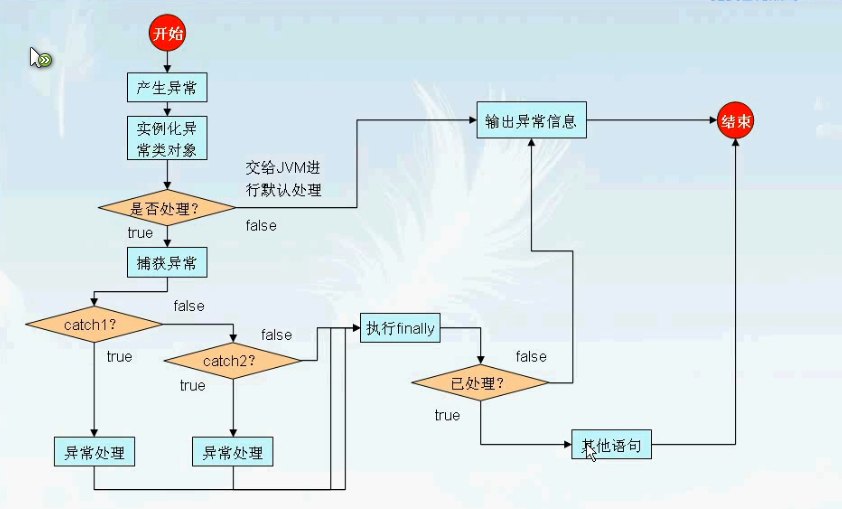 开始
产生异常
实例化异
常类对象
交给JVM进
行默认处理
输出异常信息
结束
是否处理?
true
false
捕获异常
false
catch1?
true
false
catch2?
true
执行finally
false
已处理?
true
异常处理
异常处理
其他语句